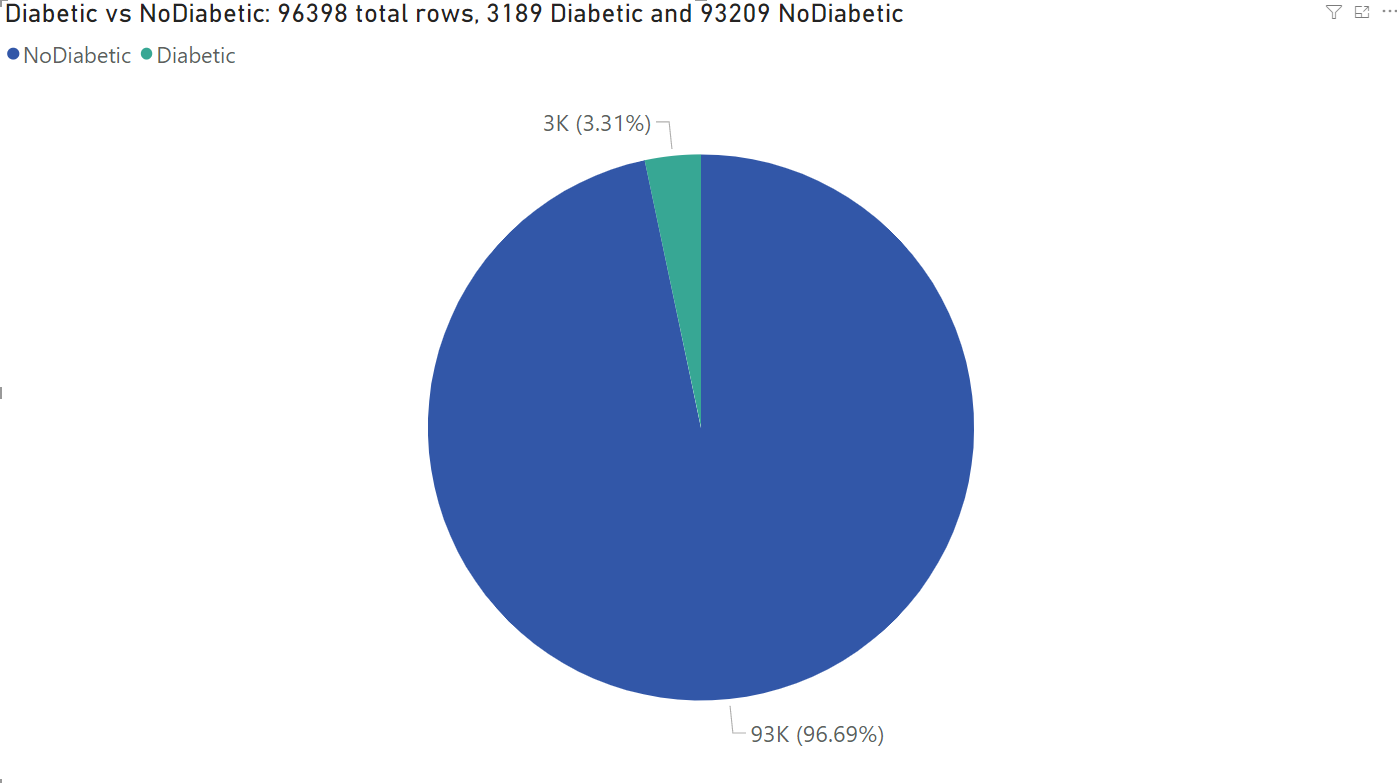 Diabetic vs NoDiabetic: 96398 total rows, 3189 Diabetic and 93209 NoDiabetic
NoDiabetic Diabetic
3K (3.31%)
93K (96.69%)